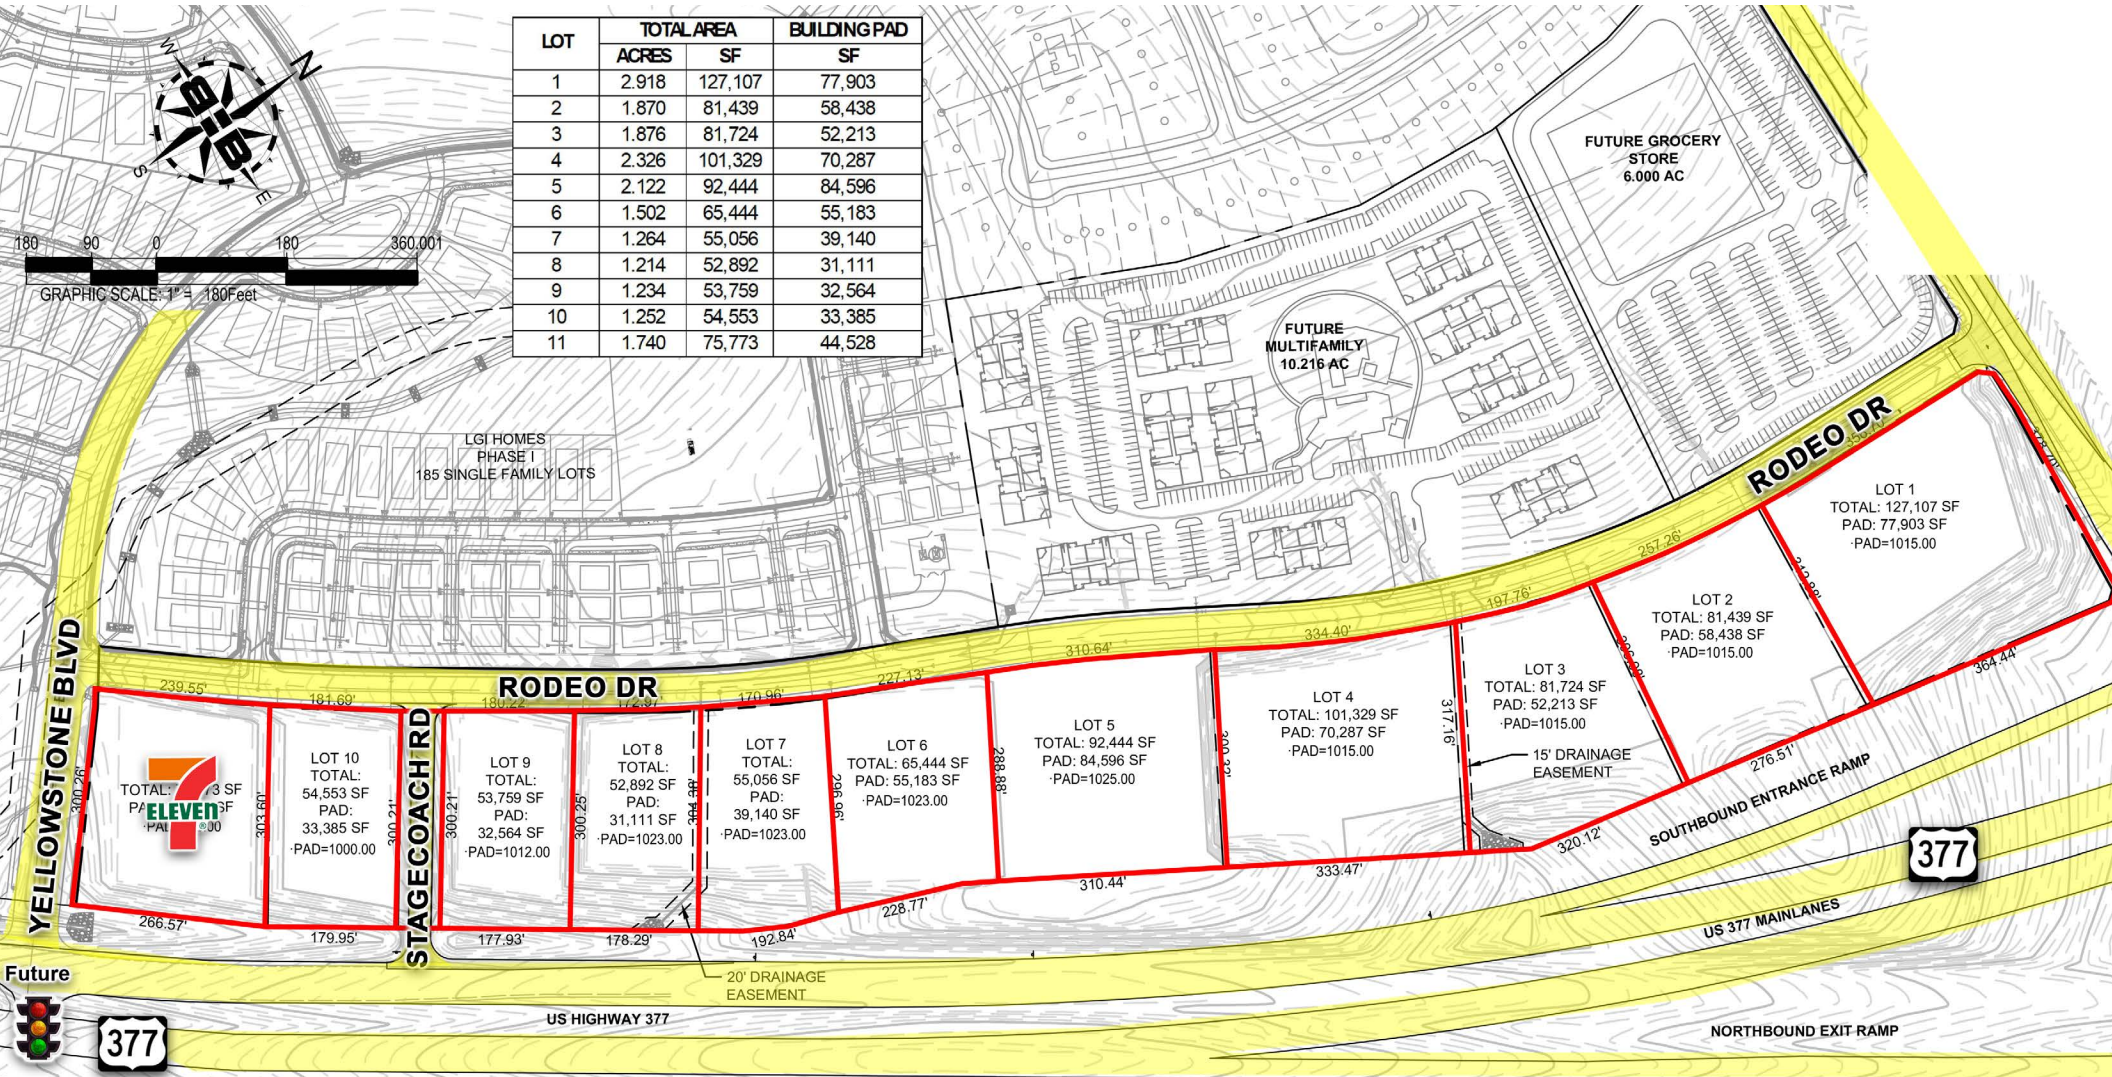 LOT TOTAL AREA BUILDING PAD
ACRES SF SF
1 2.918 127,107 77,903
2 1.870 81,439 58,438
3 1.876 81,724 52,213
4 2.326 101,329 70,287
5 2.122 92,444 84,596
6 1.502 65,444 55,183
7 1.264 55,056 39,140
8 1.214 52,892 31,111
9 1.234 53,759 32,564
10 1.252 54,553 33,385
11 1.740 75,773 44,528
N
W
S
E
B
B
180 90 0 180 360.001
GRAPHIC SCALE: 1" = 180Feet
FUTURE GROCERY
STORE
6.000 AC
FUTURE
MULTIFAMILY
10.216 AC
LGI HOMES
PHASE I
185 SINGLE FAMILY LOTS
RODEO DR
RODEO DR
YELLOWSTONE BLVD
STAGECOACH RD
239.55'
181.69'
180.22'
172.97'
170.96'
227.13'
310.64'
334.40'
197.76'
257.26'
LOT 1
TOTAL: 127,107 SF
PAD: 77,903 SF
·PAD=1015.00
LOT 2
TOTAL: 81,439 SF
PAD: 58,438 SF
·PAD=1015.00
LOT 3
TOTAL: 81,724 SF
PAD: 52,213 SF
·PAD=1015.00
LOT 4
TOTAL: 101,329 SF
PAD: 70,287 SF
·PAD=1015.00
LOT 5
TOTAL: 92,444 SF
PAD: 84,596 SF
·PAD=1025.00
LOT 6
TOTAL: 65,444 SF
PAD: 55,183 SF
·PAD=1023.00
LOT 7
TOTAL:
55,056 SF
PAD:
39,140 SF
·PAD=1023.00
LOT 8
TOTAL:
52,892 SF
PAD:
31,111 SF
·PAD=1023.00
LOT 9
TOTAL:
53,759 SF
PAD:
32,564 SF
·PAD=1012.00
LOT 10
TOTAL:
54,553 SF
PAD:
33,385 SF
·PAD=1000.00
TOTAL: SF
7 ELEVEN ®
300.26'
303.60'
300.21'
300.21'
300.25'
296.96'
288.88'
317.16'
15' DRAINAGE
EASEMENT
20' DRAINAGE
EASEMENT
266.57'
179.95'
177.93'
178.29'
192.84'
228.77'
310.44'
333.47'
320.12'
276.51'
364.44'
SOUTHBOUND ENTRANCE RAMP
US 377 MAINLANES
377
Future
377
US HIGHWAY 377
NORTHBOUND EXIT RAMP